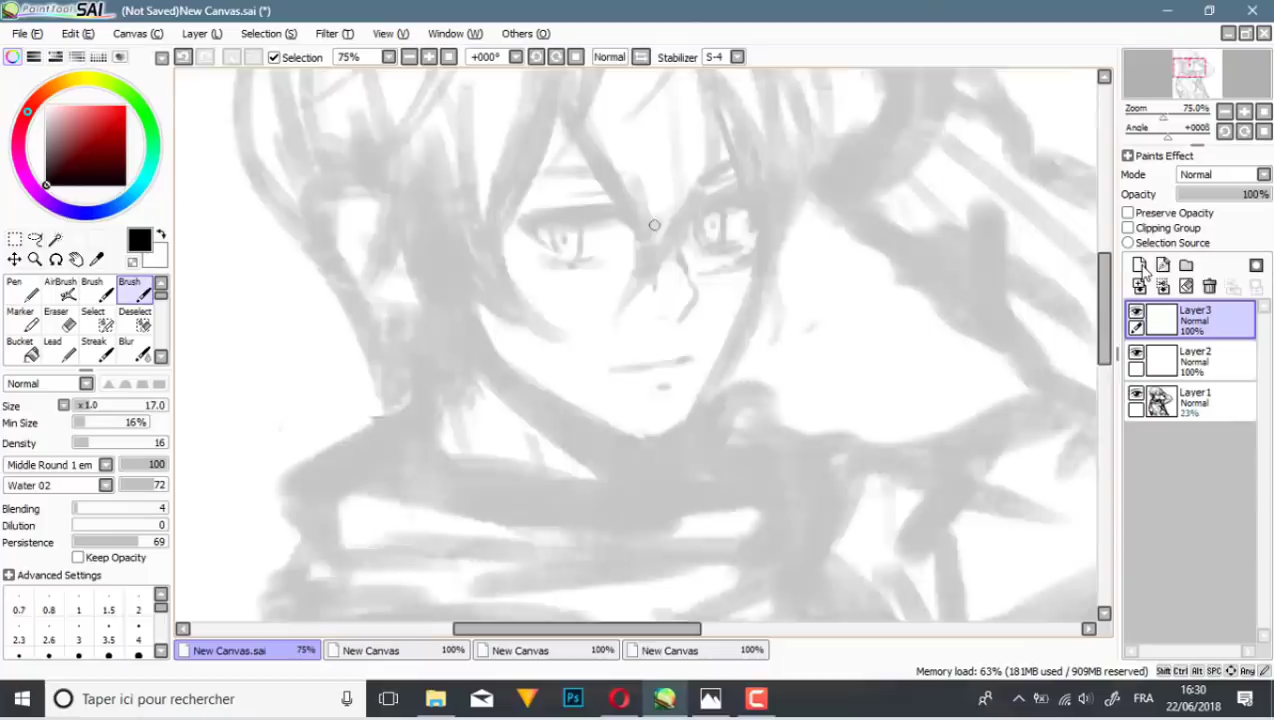 PaintTool SAI (Not Saved)New Canvas.sai (*)
File (F) Edit (E) Canvas (C) Layer (L) Selection (S) Filter (T) View (V) Window (W) Others (O)
Selection 75% +000° Normal Stabilizer S-4
Zoom 75.0%
Angle +000δ
Paints Effect
Mode Normal
Opacity 100%
Preserve Opacity
Clipping Group
Selection Source
Layer3
Normal
100%
Layer2
Normal
100%
Layer1
Normal
23%
Pen AirBrush Brush Brush
Marker Eraser Select Deselect
Bucket Lead Streak Blur
Normal
Size x1.0 17.0
Min Size 16%
Density 16
Middle Round 1 em 100
Water 02 72
Blending 4
Dilution 0
Persistence 69
Keep Opacity
Advanced Settings
0.7 0.8 1 1.5 2
2.3 2.6 3 3.5 4
New Canvas.sai 75% New Canvas 100% New Canvas 100% New Canvas 100%
Memory load: 63% (181MB used / 909MB reserved) Shift Ctrl Alt SPC Any
Taper ici pour rechercher
Ps
FRA
16:30
22/06/2018